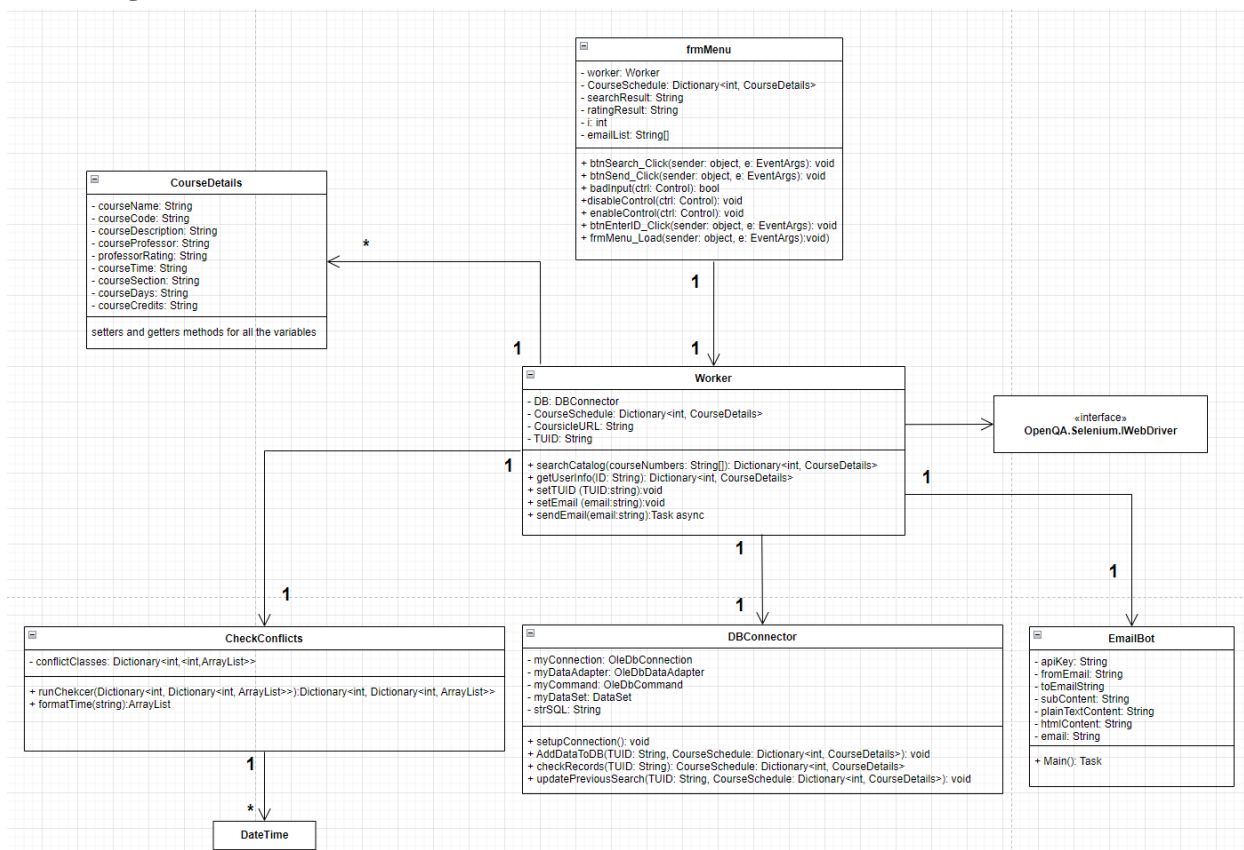 frmMenu
- worker: Worker
- CourseSchedule: Dictionary<int, CourseDetails>
- searchResult: String
- ratingResult: String
- i: int
- emailList: String[]
+ btnSearch_Click(sender: object, e: EventArgs): void
+ btnSend_Click(sender: object, e: EventArgs): void
+ badInput(ctrl: Control): bool
+disableControl(ctrl: Control): void
+ enableControl(ctrl: Control): void
+ btnEnterID_Click(sender: object, e: EventArgs): void
+ frmMenu_Load(sender: object, e: EventArgs):void)
CourseDetails
- courseName: String
- courseCode: String
- courseDescription: String
- courseProfessor: String
- professorRating: String
- courseTime: String
- courseSection: String
- courseDays: String
- courseCredits: String
setters and getters methods for all the variables
*
1
1
1
Worker
- DB: DBConnector
- CourseSchedule: Dictionary<int, CourseDetails>
- CoursicleURL: String
- TUID: String
+ searchCatalog(courseNumbers: String[]): Dictionary<int, CourseDetails>
+ getUserInfo(ID: String): Dictionary<int, CourseDetails>
+ setTUID (TUID:string):void
+ setEmail (email:string):void
+ sendEmail(email:string):Task async
«interface»
OpenQA.Selenium.IWebDriver
1
1
1
1
1
1
CheckConflicts
- conflictClasses: Dictionary<int,<int,ArrayList>>
+ runChekcer(Dictionary<int, Dictionary<int, ArrayList>>):Dictionary<int, Dictionary<int, ArrayList>>
+ formatTime(string):ArrayList
DBConnector
- myConnection: OleDbConnection
- myDataAdapter: OleDbDataAdapter
- myCommand: OleDbCommand
- myDataSet: DataSet
- strSQL: String
+ setupConnection(): void
+ AddDataToDB(TUID: String, CourseSchedule: Dictionary<int, CourseDetails>): void
+ checkRecords(TUID: String): CourseSchedule: Dictionary<int, CourseDetails>
+ updatePreviousSearch(TUID: String, CourseSchedule: Dictionary<int, CourseDetails>): void
EmailBot
- apiKey: String
- fromEmail: String
- toEmailString
- subContent: String
- plainTextContent: String
- htmlContent: String
- email: String
+ Main(): Task
1
*
DateTime